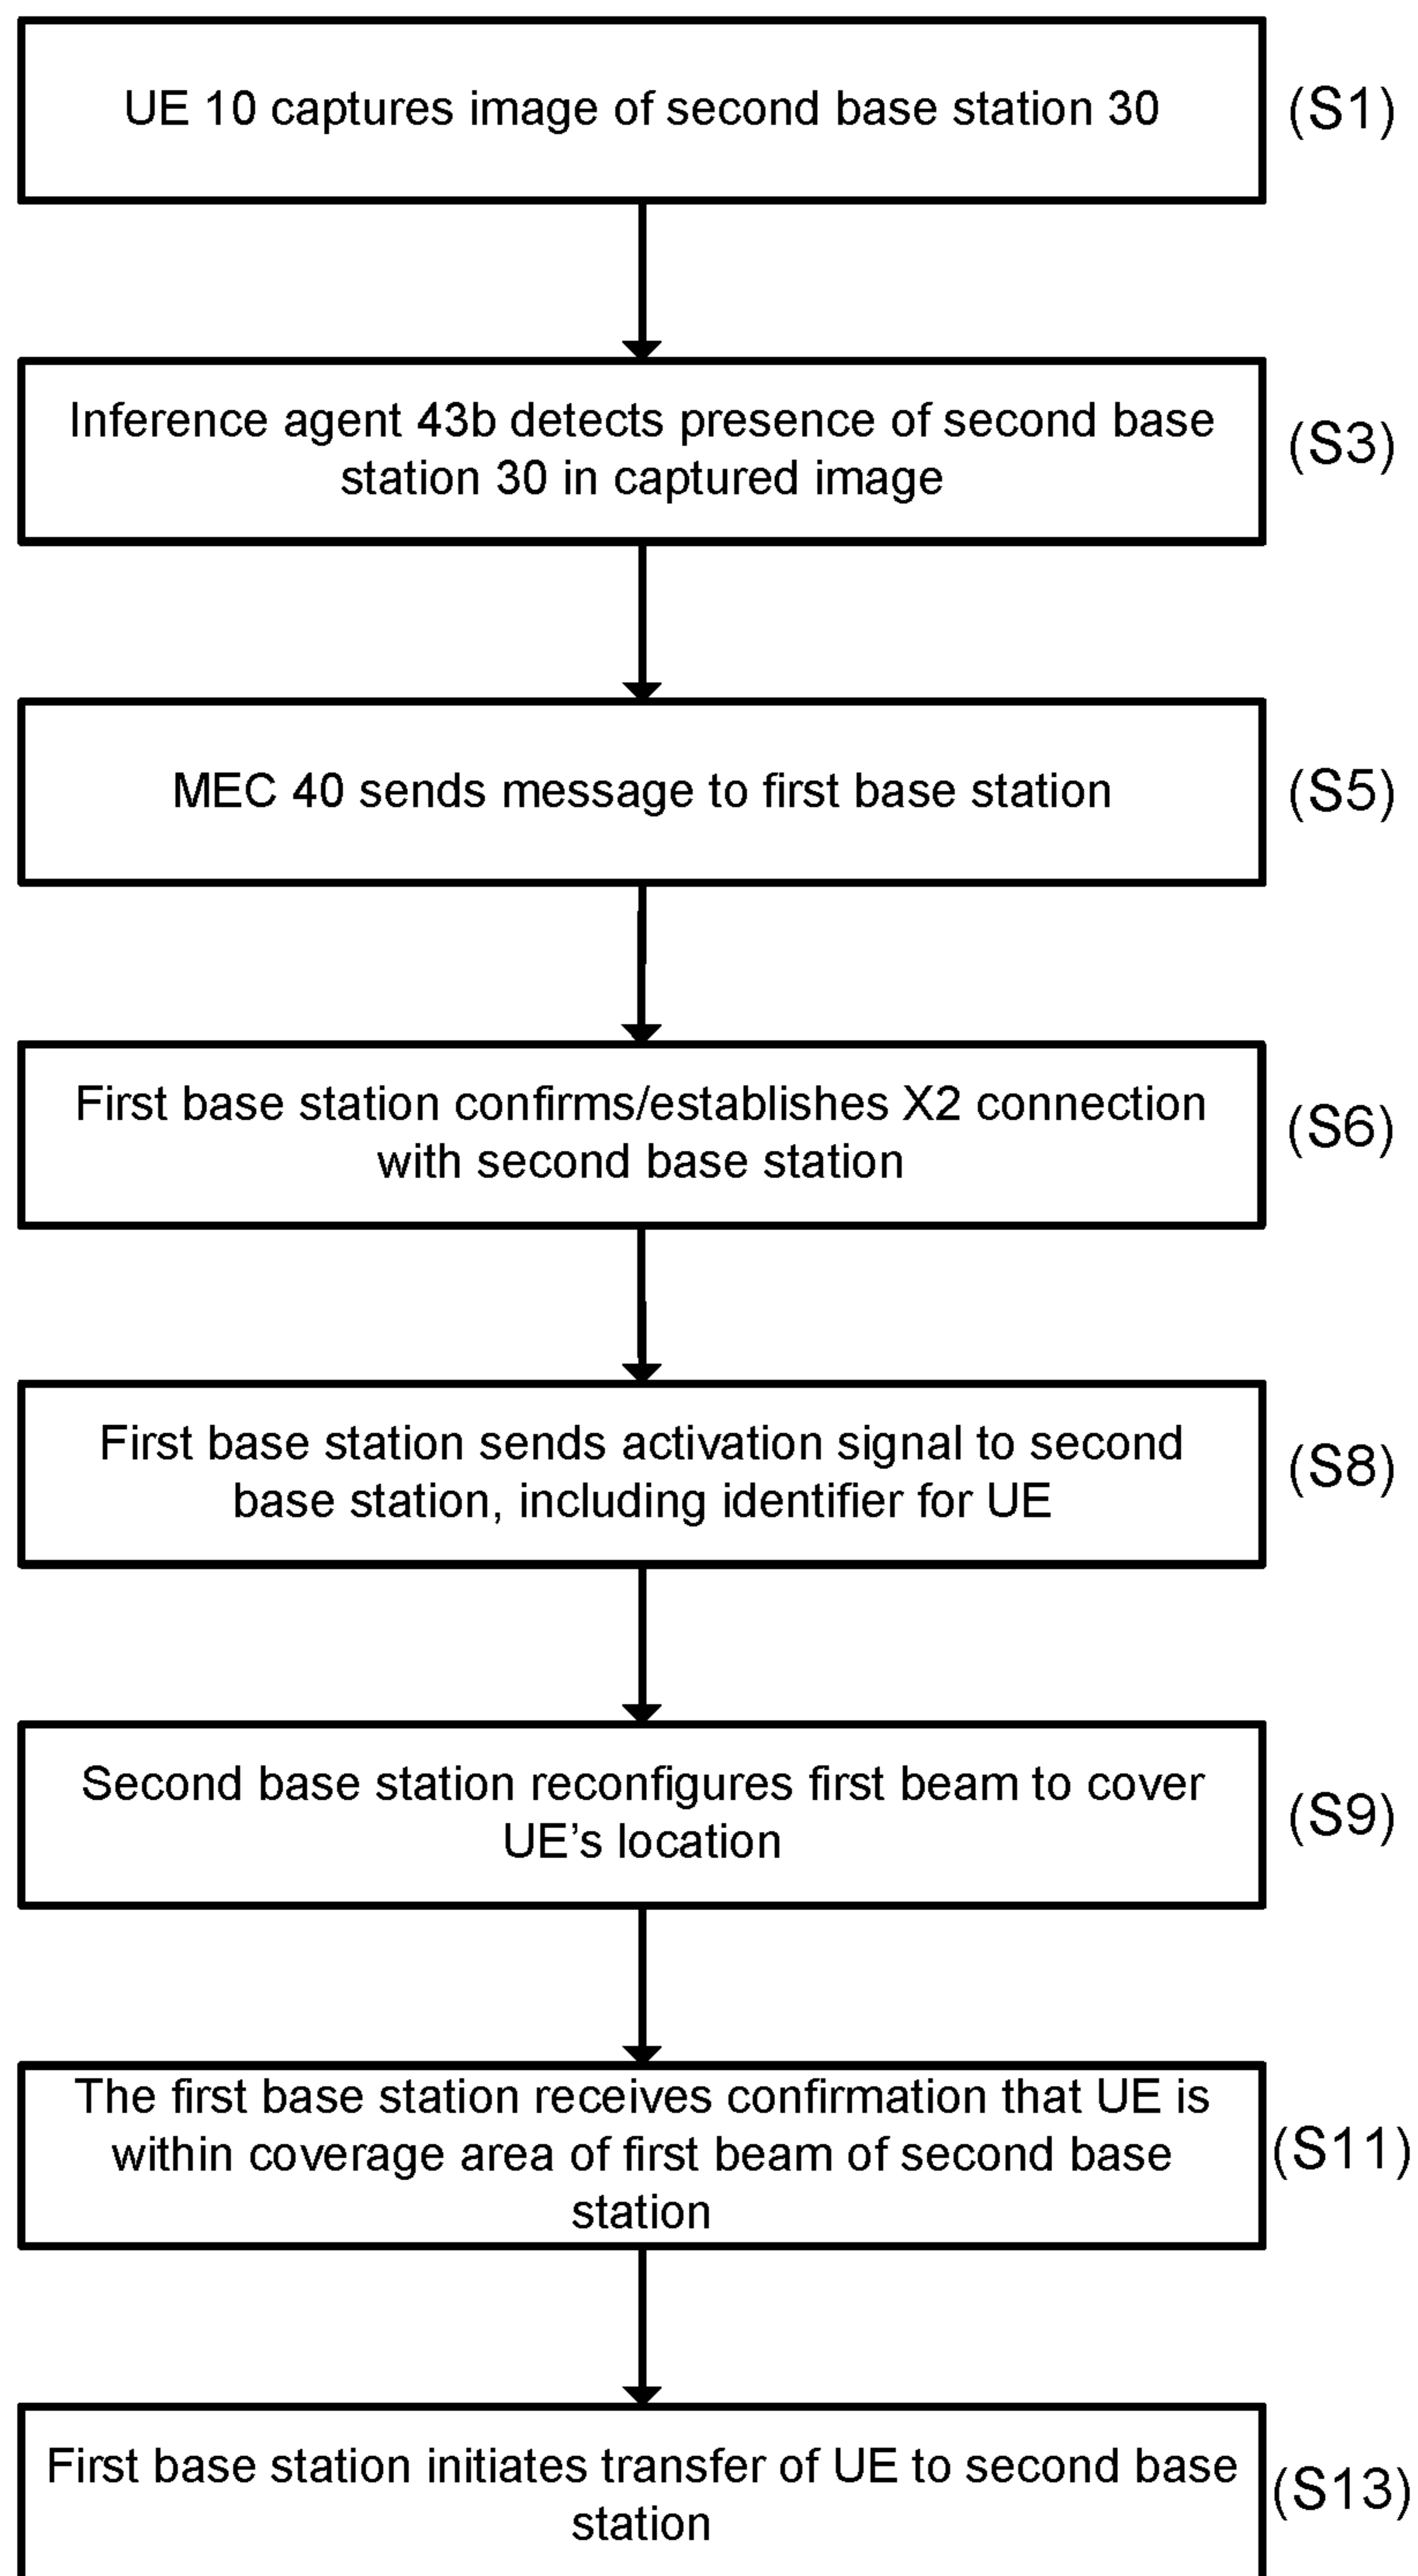 UE 10 captures image of second base station 30
(S1)
Inference agent 43b detects presence of second base
station 30 in captured image
(S3)
MEC 40 sends message to first base station
(S5)
First base station confirms/establishes X2 connection
with second base station
(S6)
First base station sends activation signal to second
base station, including identifier for UE
(S8)
Second base station reconfigures first beam to cover
UE’s location
(S9)
The first base station receives confirmation that UE is
within coverage area of first beam of second base
station
(S11)
First base station initiates transfer of UE to second base
station
(S13)